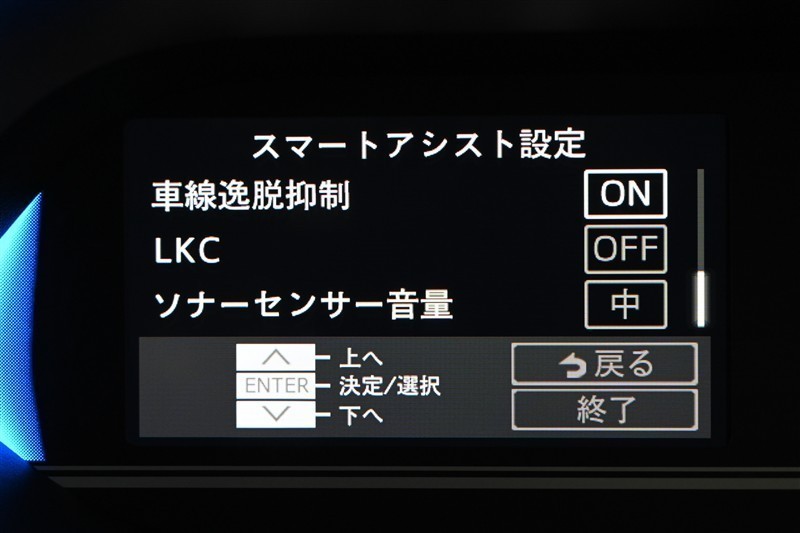 スマートアシスト設定
車線逸脱抑制 ON
LKC OFF
ソナーセンサー音量 中
上へ
ENTER 決定/選択
下へ
戻る
終了